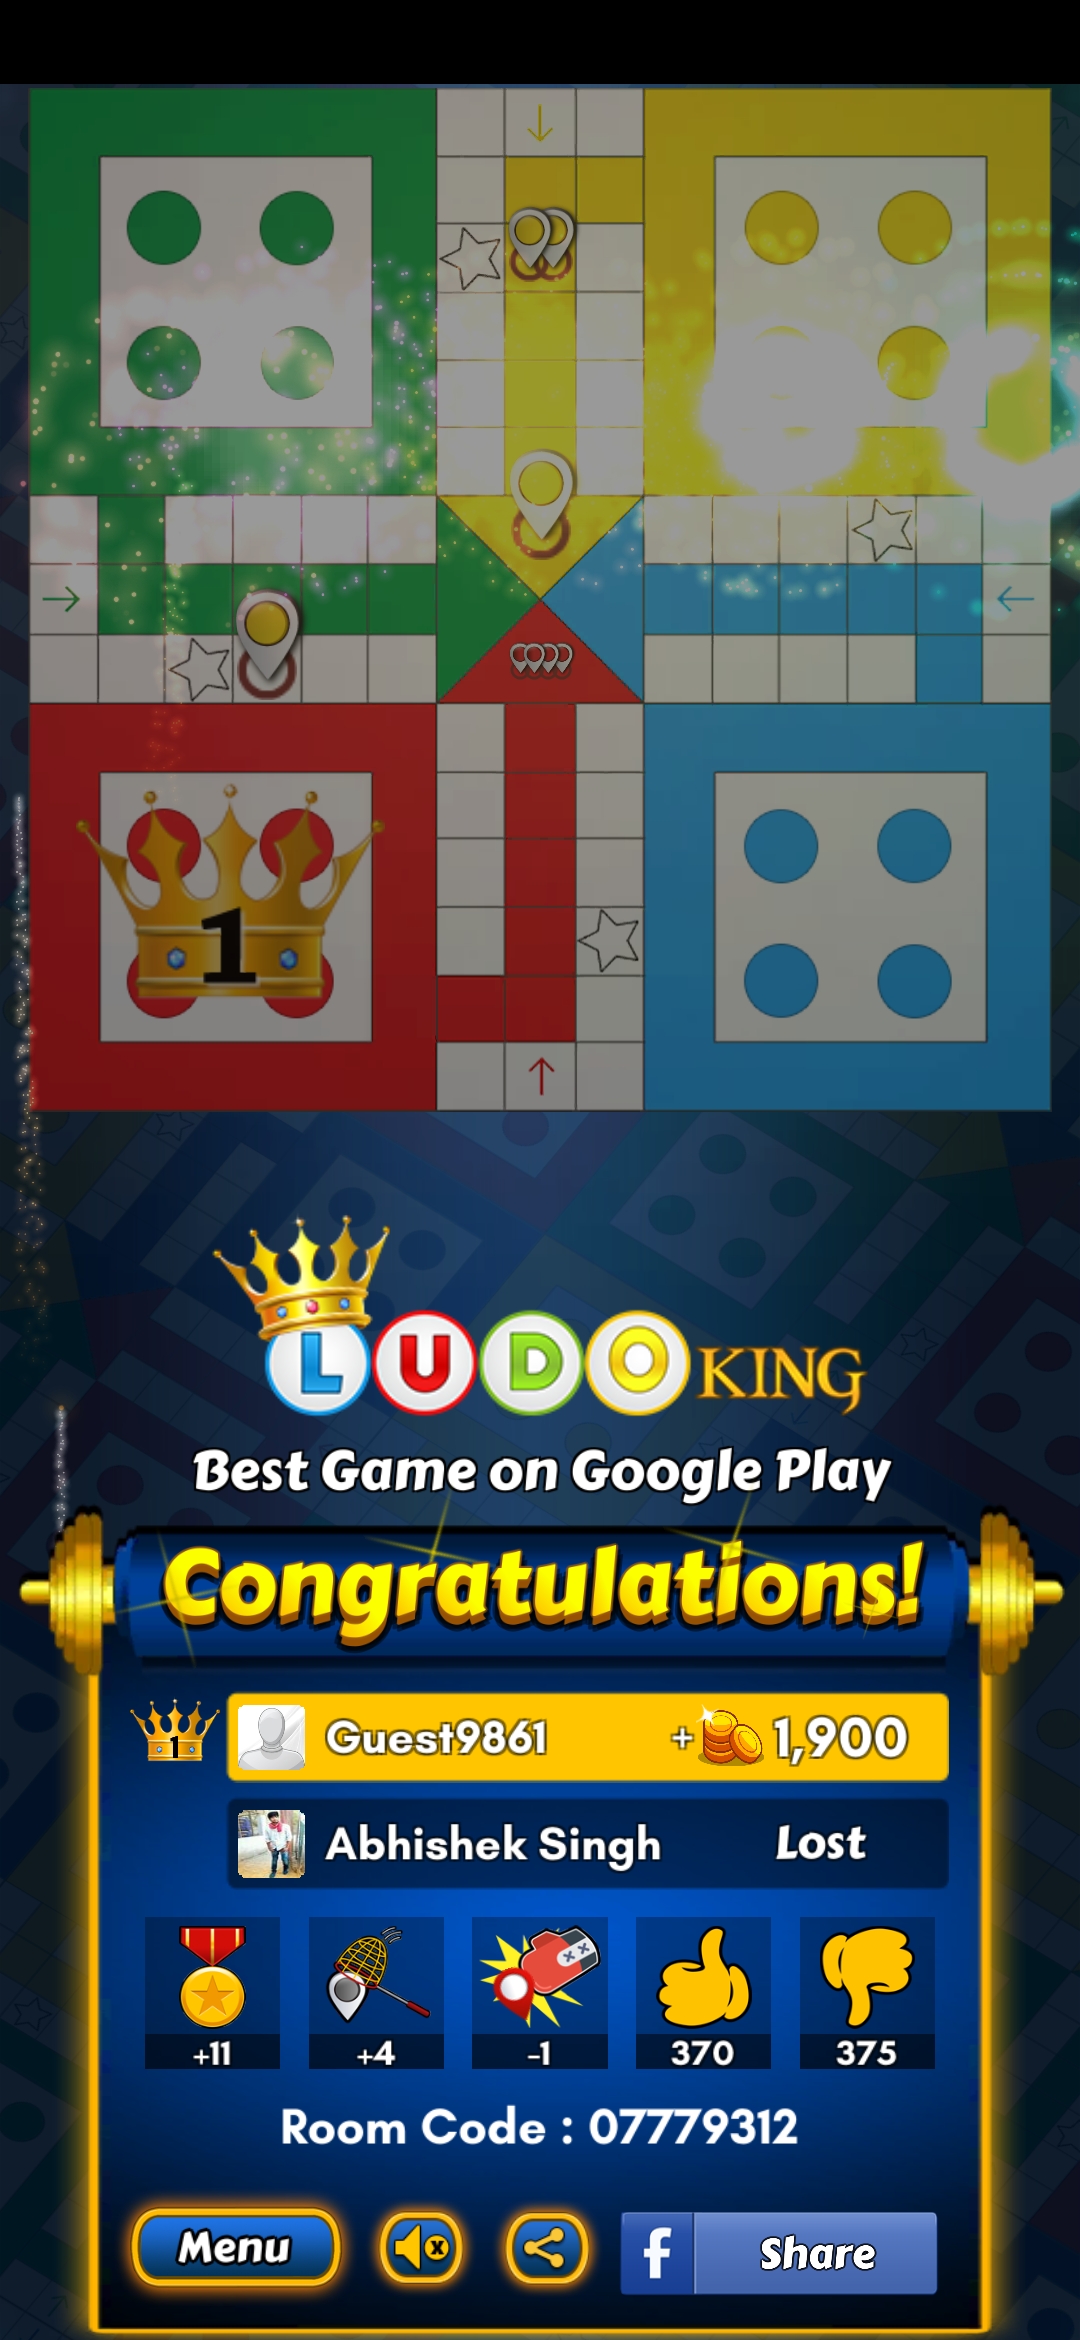 1
LUDO KING
Best Game on Google Play
Congratulations!
1 Guest9861 + 1,900
Abhishek Singh Lost
+11 +4 -1 370 375
Room Code : 07779312
Menu x f Share